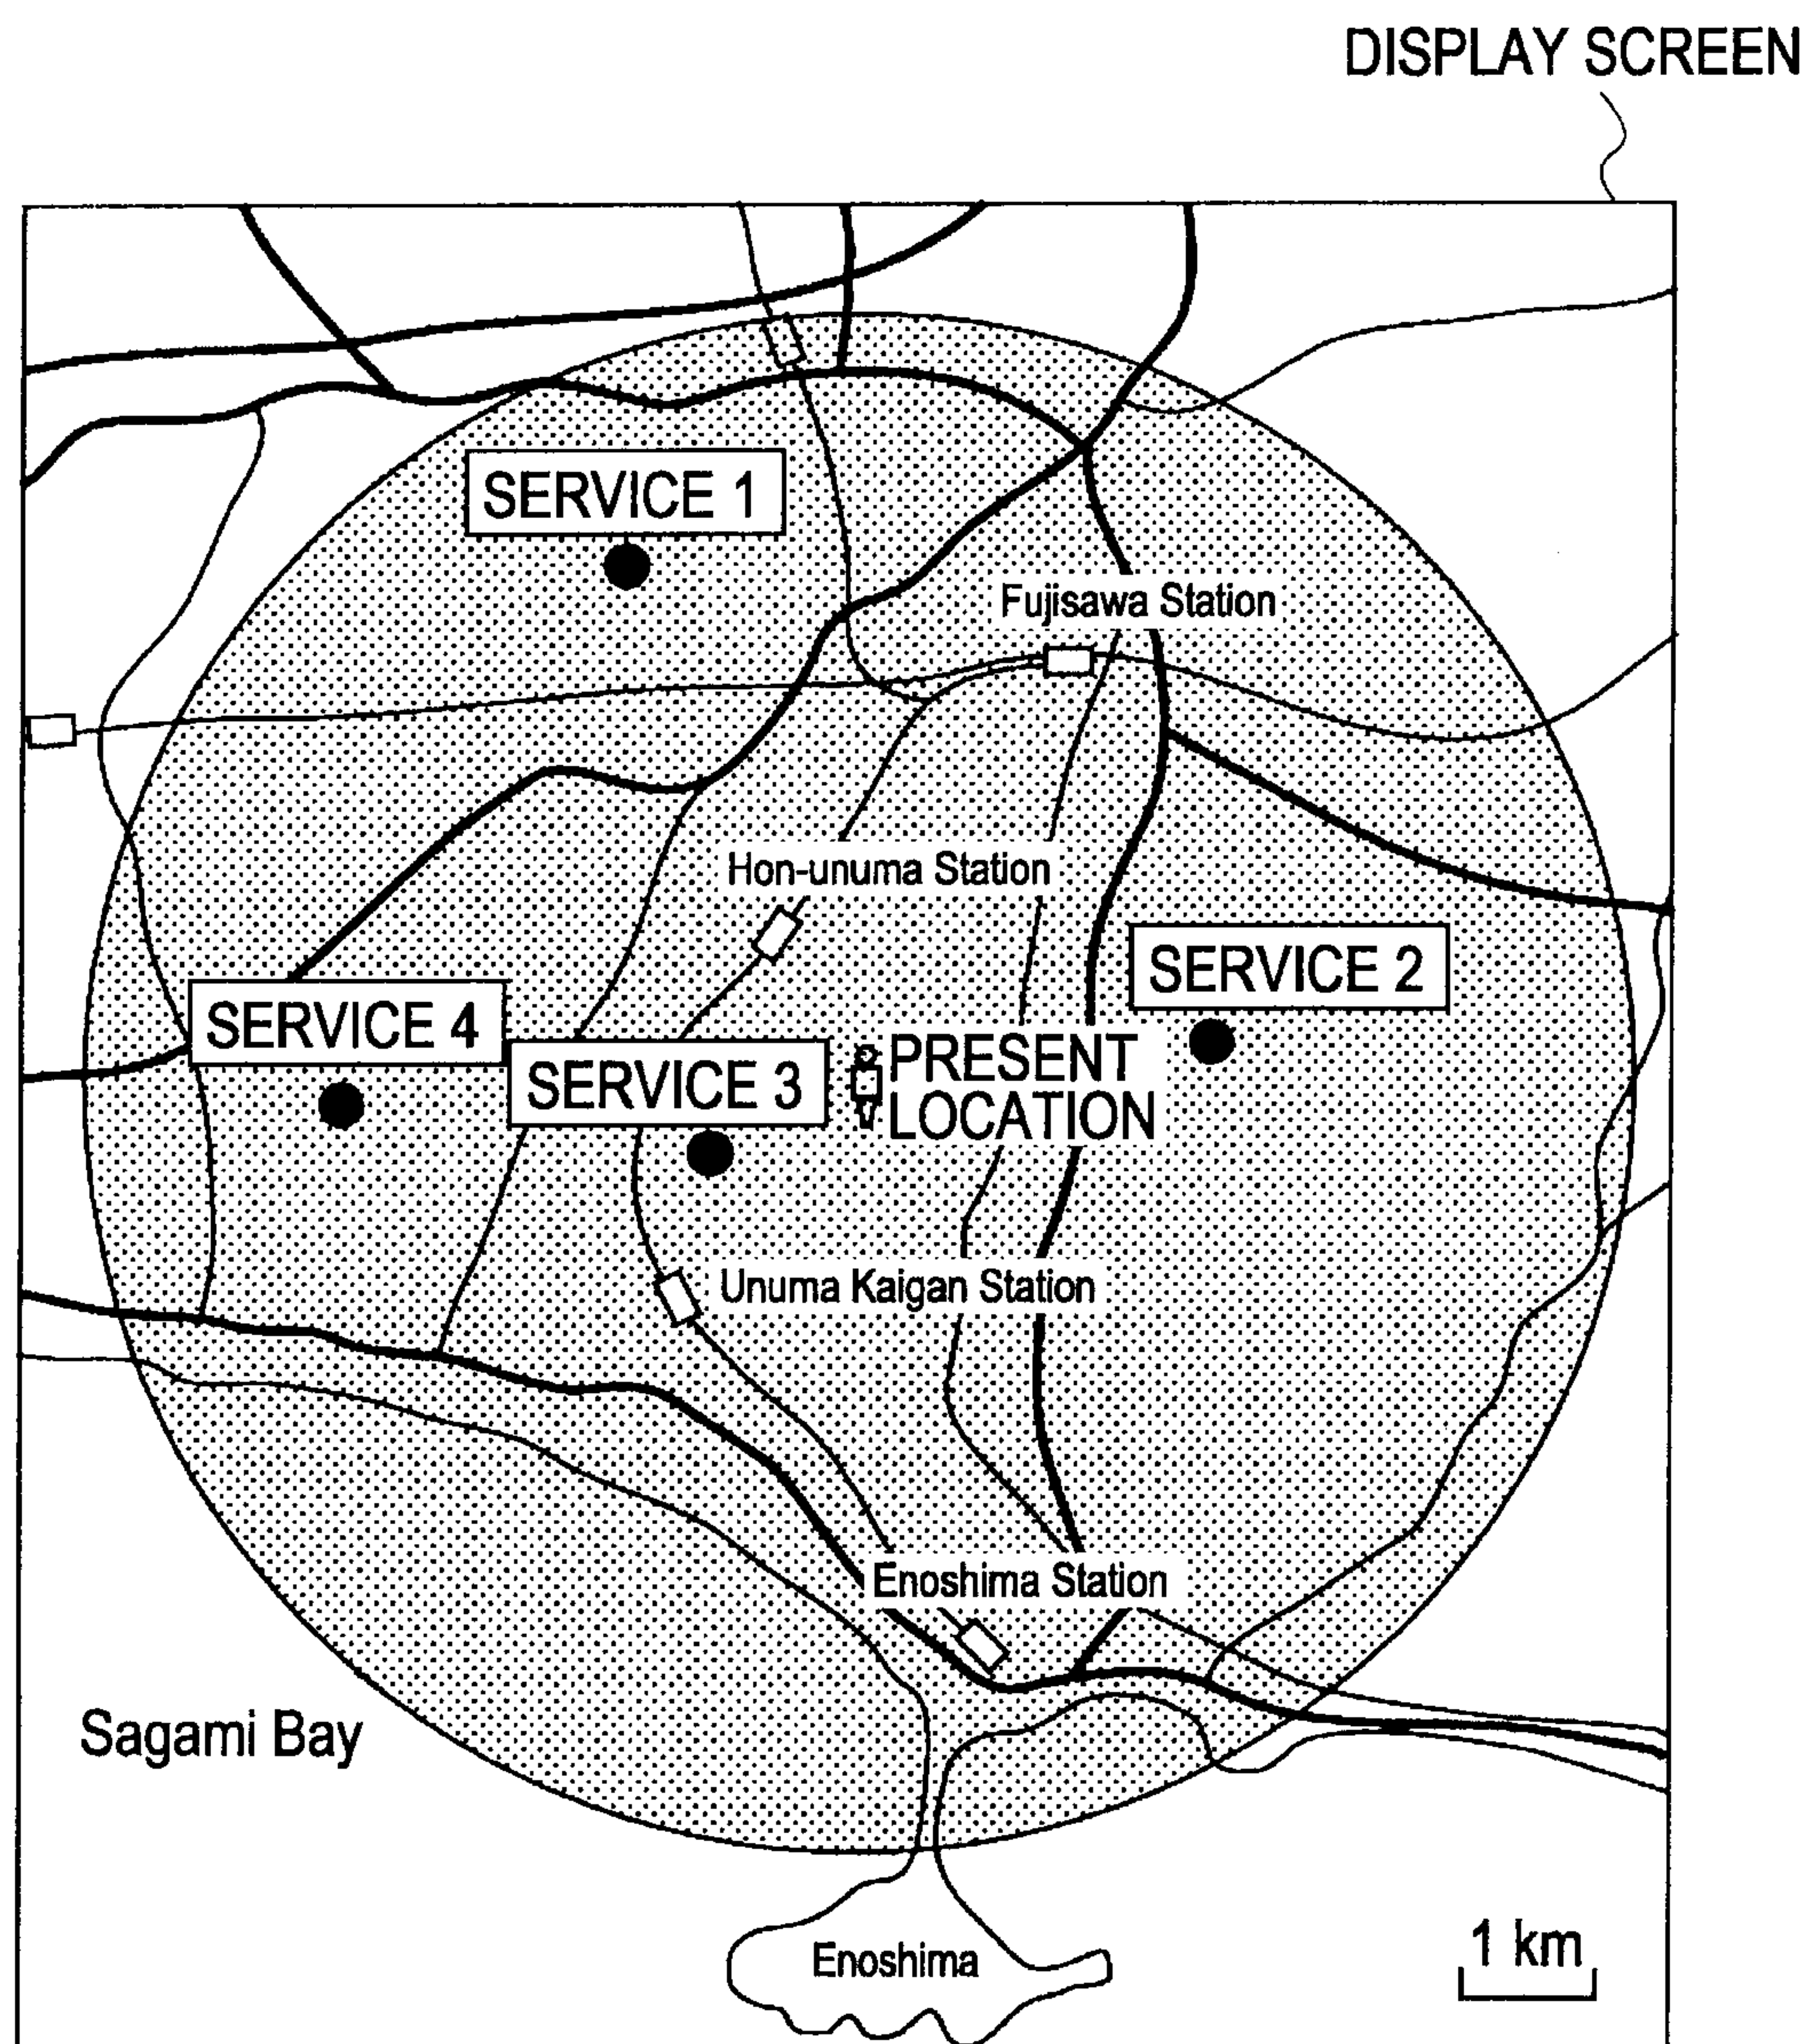 DISPLAY SCREEN
SERVICE 1
Fujisawa Station
Hon-unuma Station
SERVICE 2
SERVICE 4
SERVICE 3
PRESENT
LOCATION
Unuma Kaigan Station
Enoshima Station
Sagami Bay
Enoshima
1 km